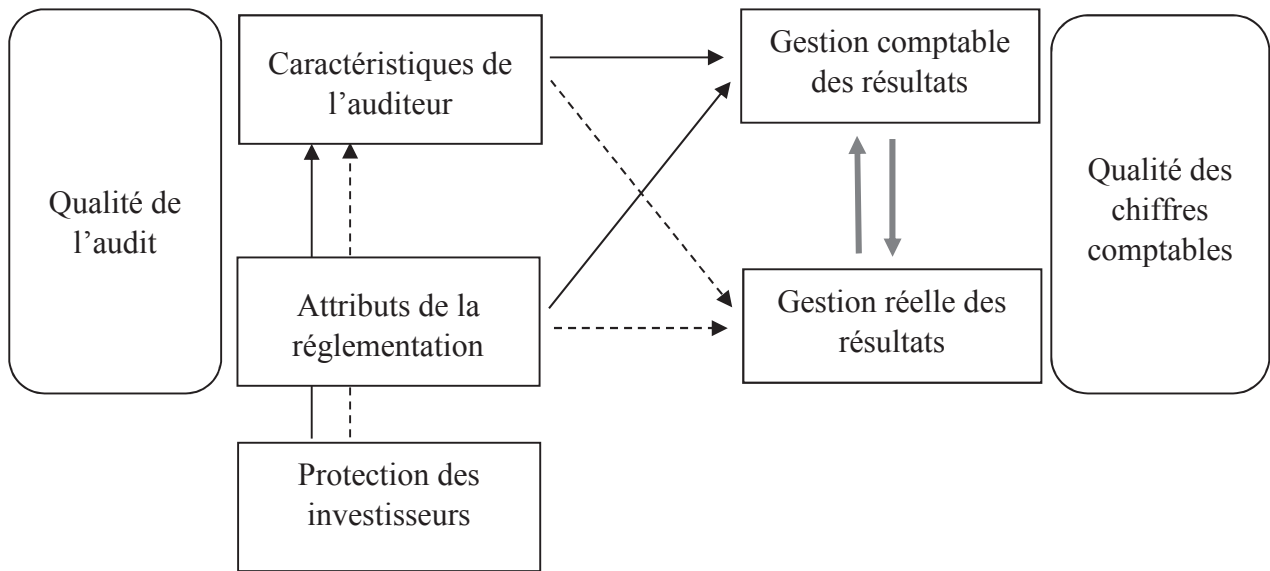 Qualité de
l’audit
Caractéristiques de
l’auditeur
Attributs de la
réglementation
Protection des
investisseurs
Gestion comptable
des résultats
Gestion réelle des
résultats
Qualité des
chiffres
comptables